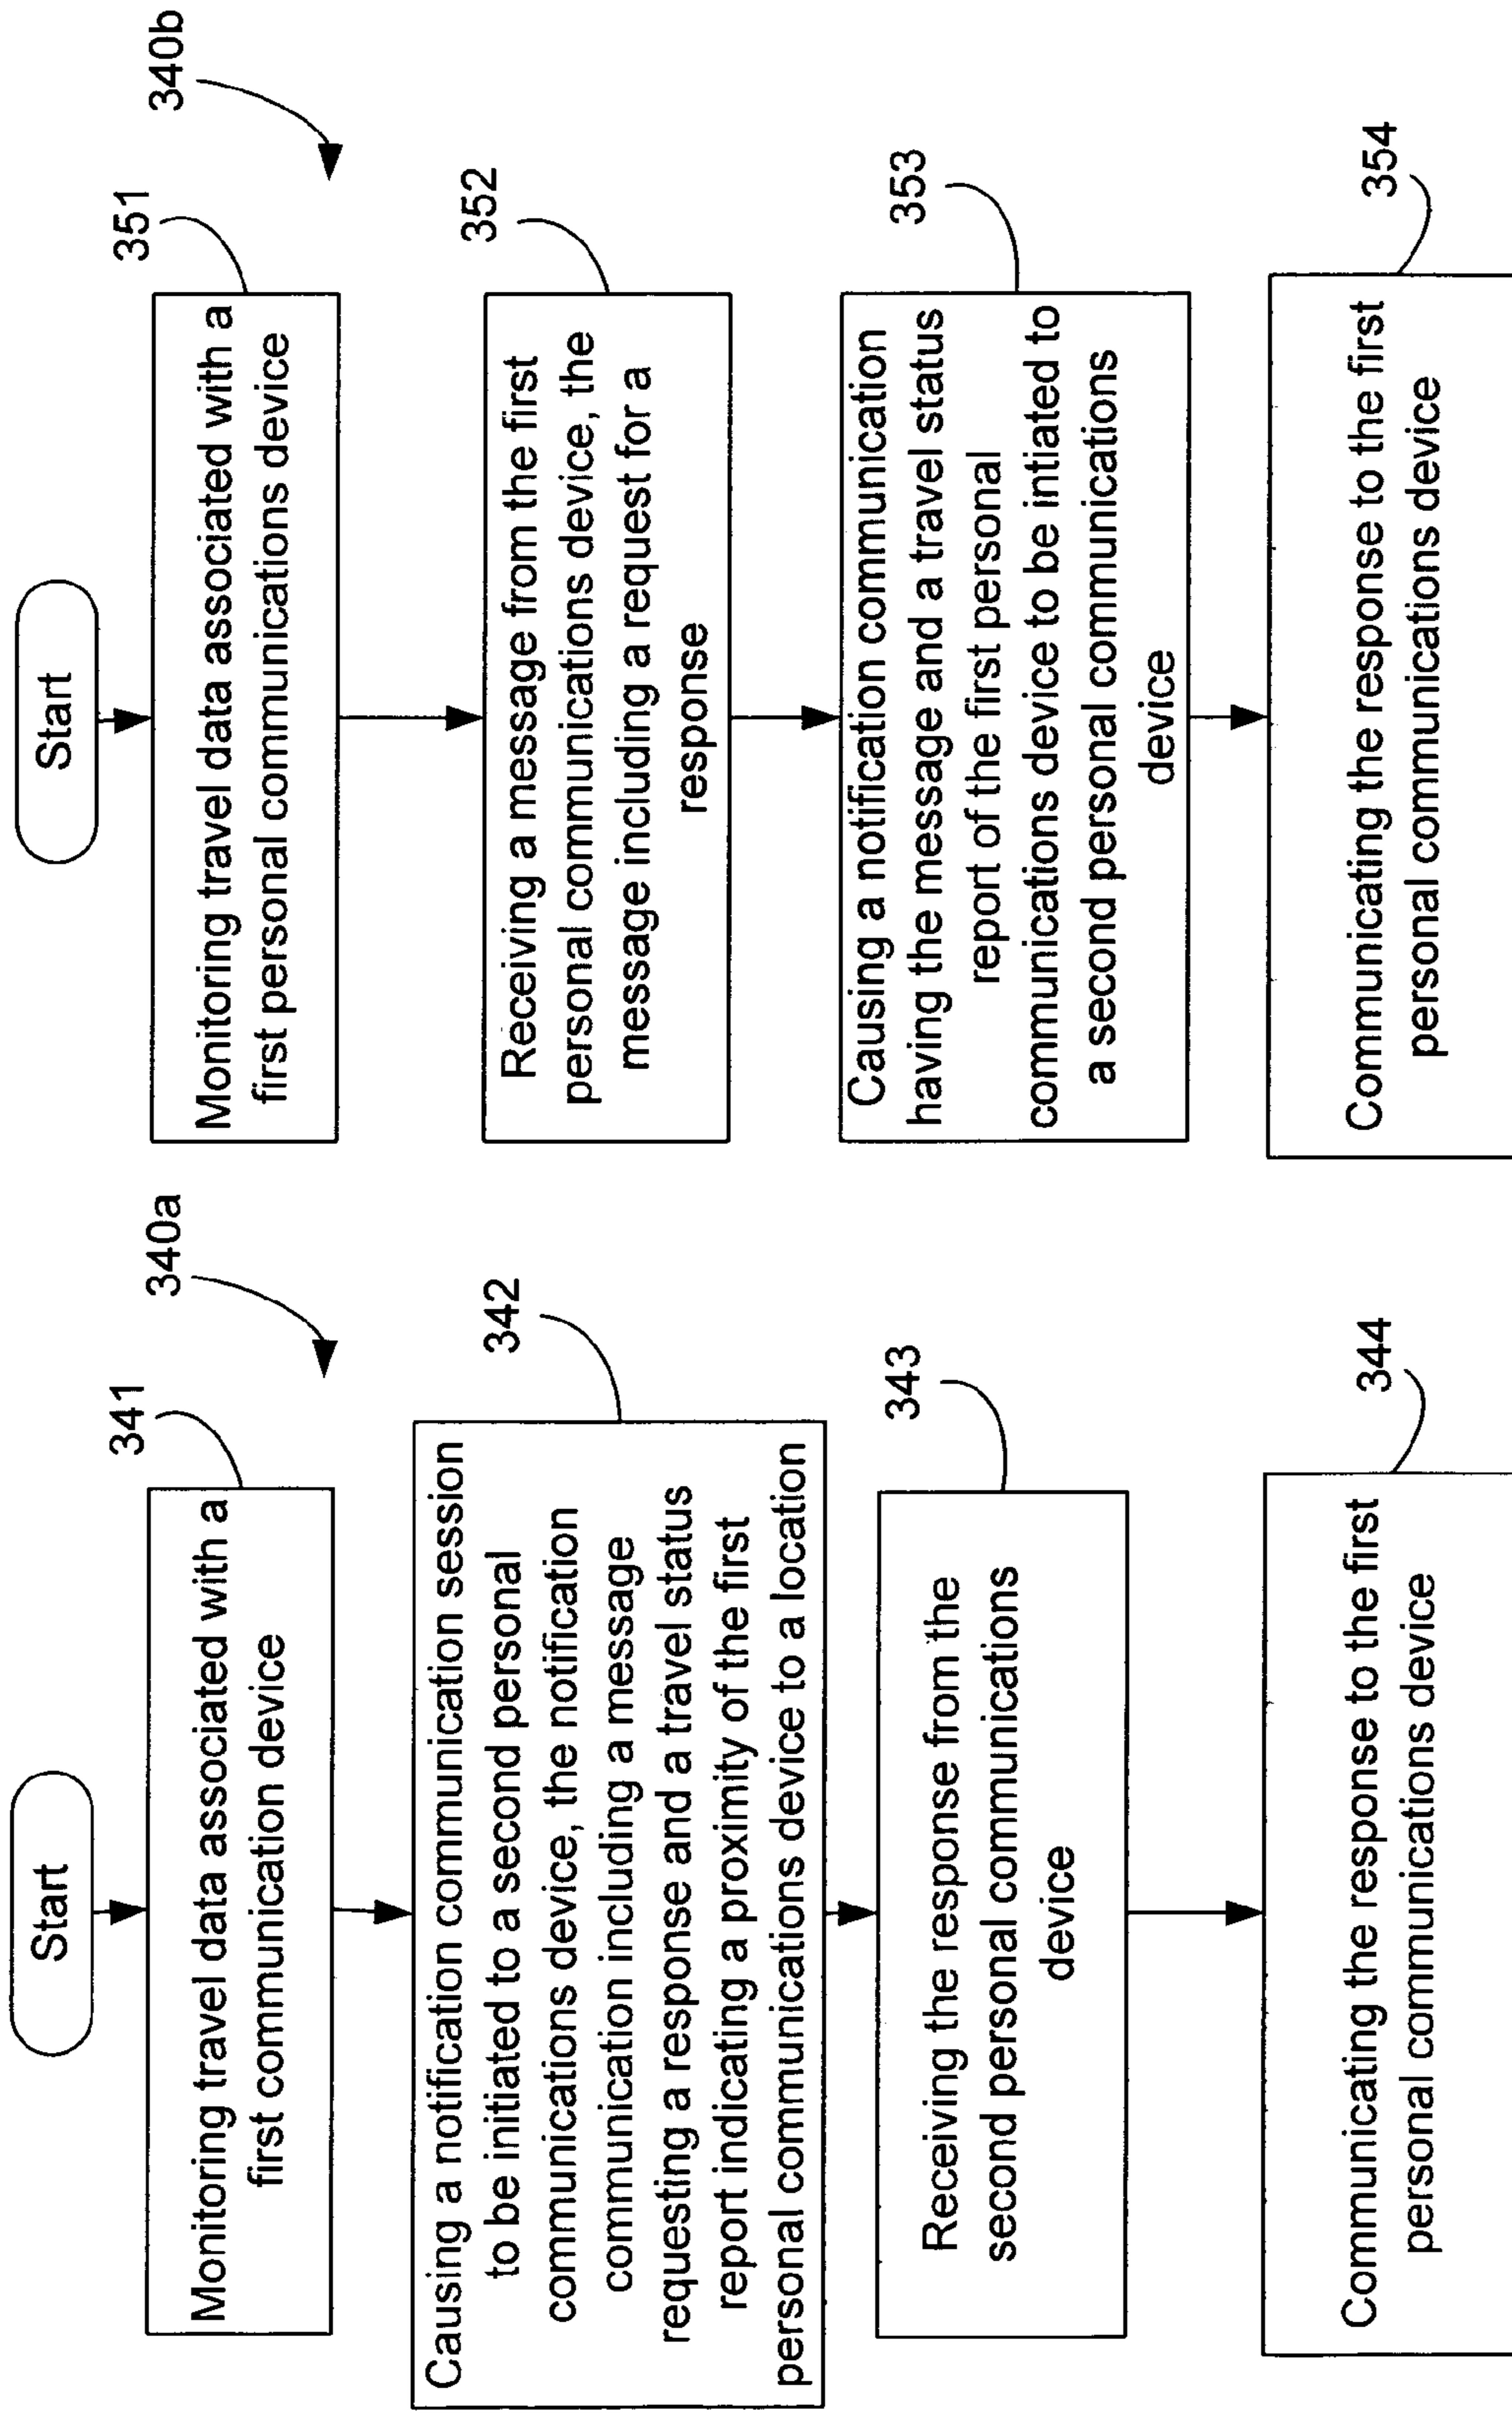 Start
340a
341
Monitoring travel data associated with a
first communication device
342
Causing a notification communication session
to be initiated to a second personal
communications device, the notification
communication including a message
requesting a response and a travel status
report indicating a proximity of the first
personal communications device to a location
343
Receiving the response from the
second personal communications
device
344
Communicating the response to the first
personal communications device
Start
340b
351
Monitoring travel data associated with a
first personal communications device
352
Receiving a message from the first
personal communications device, the
message including a request for a
response
353
Causing a notification communication
having the message and a travel status
report of the first personal
communications device to be intiated to
a second personal communications
device
354
Communicating the response to the first
personal communications device